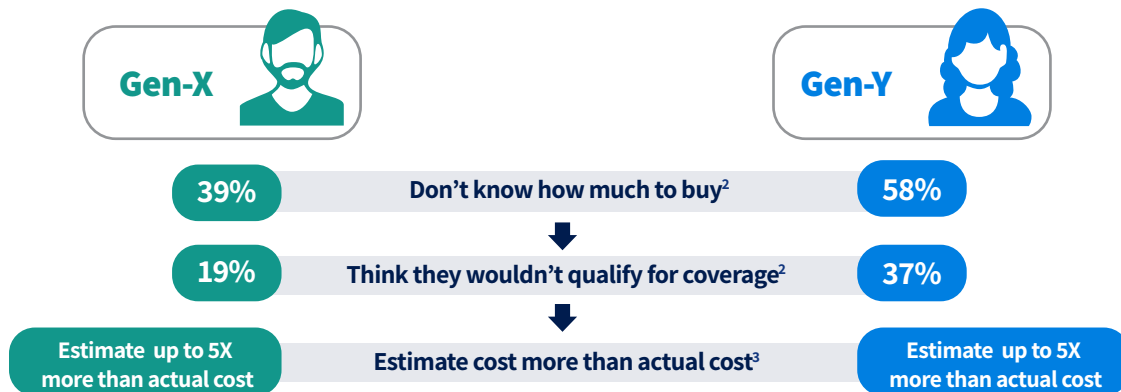 Gen-X
Gen-Y
39%
Don’t know how much to buy²
58%
19%
Think they wouldn’t qualify for coverage²
37%
Estimate up to 5X
more than actual cost
Estimate cost more than actual cost³
Estimate up to 5X
more than actual cost